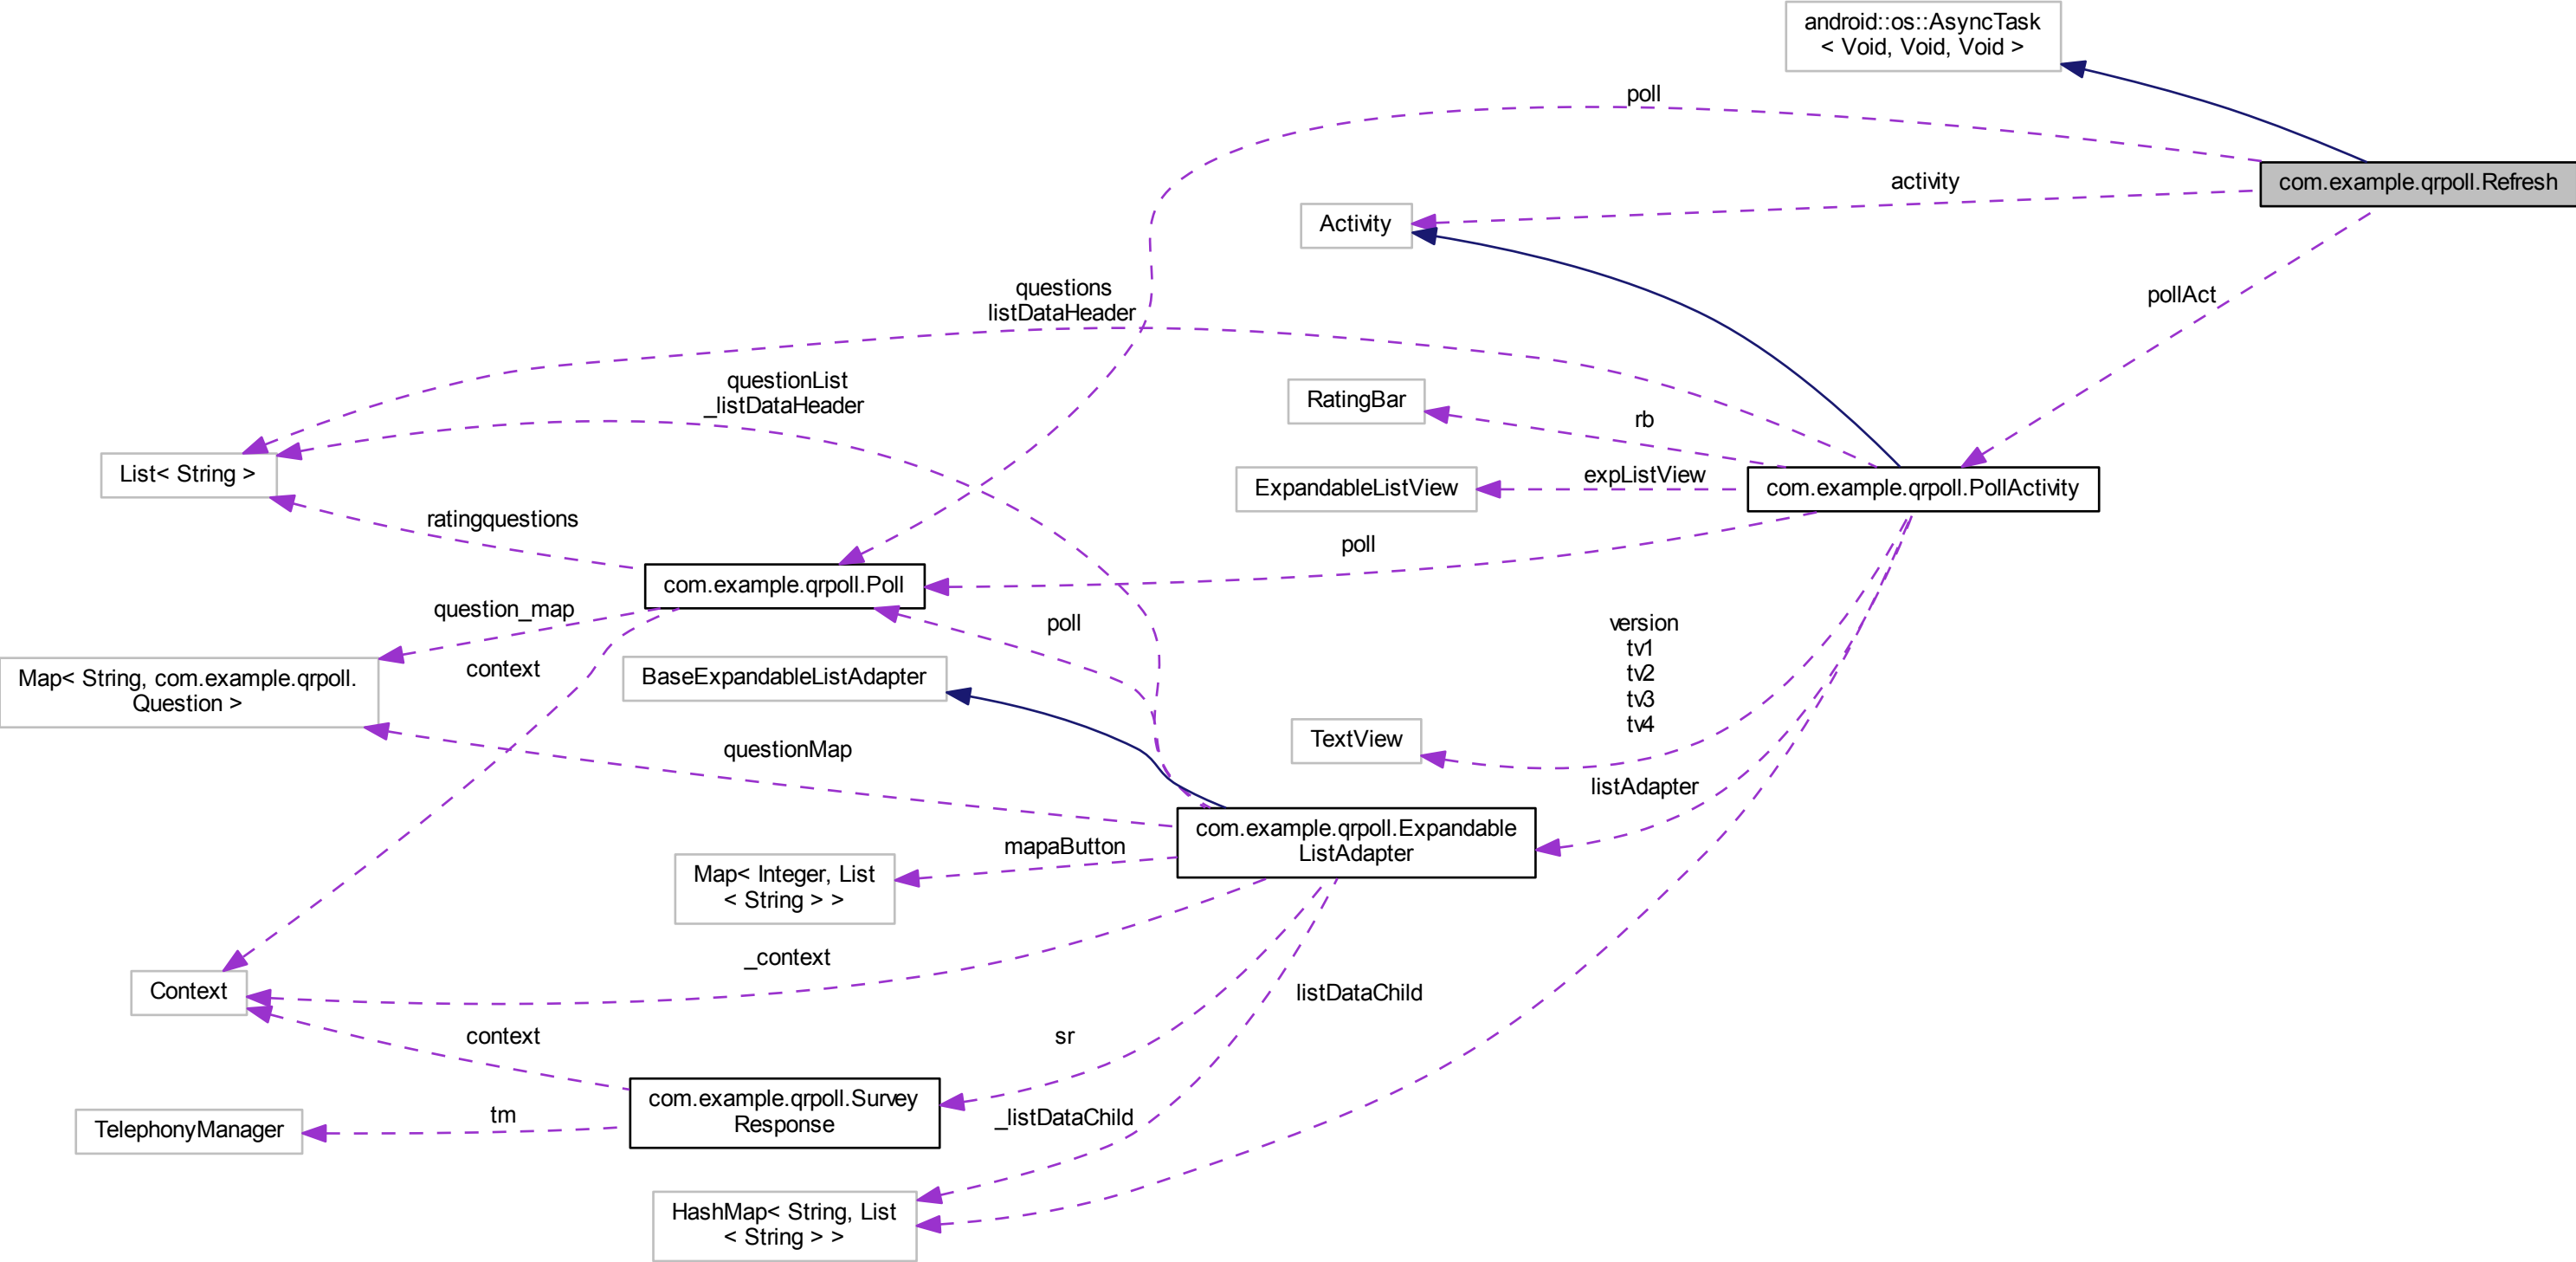 android::os::AsyncTask
< Void, Void, Void >
poll
com.example.qrpoll.Refresh
activity
Activity
pollAct
questions
listDataHeader
questionList
_listDataHeader
RatingBar
rb
List< String >
ExpandableListView
expListView
com.example.qrpoll.PollActivity
ratingquestions
poll
com.example.qrpoll.Poll
question_map
poll
version
tv1
tv2
tv3
tv4
context
Map< String, com.example.qrpoll.
Question >
BaseExpandableListAdapter
questionMap
TextView
listAdapter
com.example.qrpoll.Expandable
ListAdapter
mapaButton
Map< Integer, List
< String > >
_context
Context
listDataChild
context
sr
com.example.qrpoll.Survey
Response
tm
TelephonyManager
_listDataChild
HashMap< String, List
< String > >